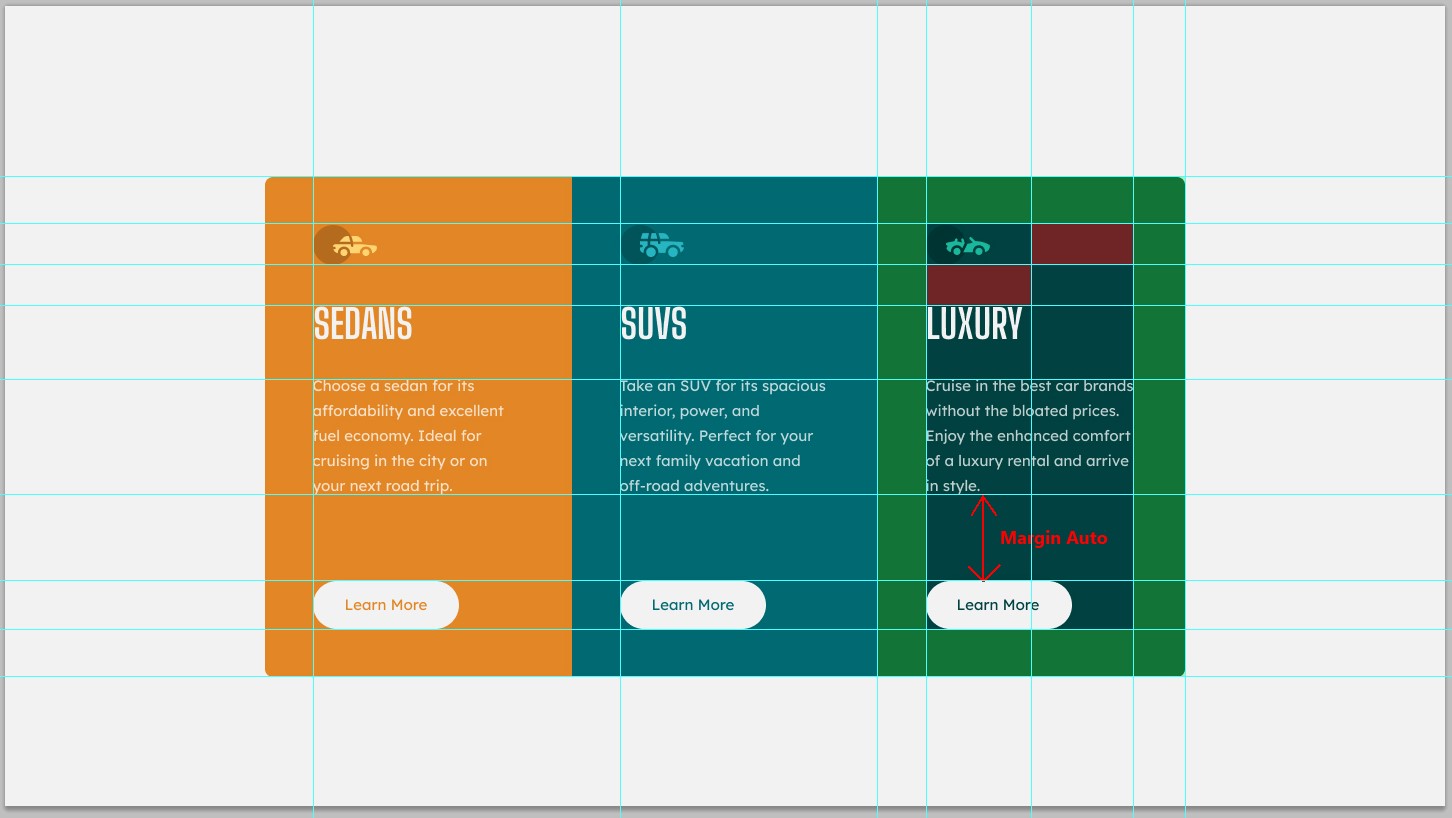 SEDANS
Choose a sedan for its
affordability and excellent
fuel economy. Ideal for
cruising in the city or on
your next road trip.
Learn More
SUVS
Take an SUV for its spacious
interior, power, and
versatility. Perfect for your
next family vacation and
off-road adventures.
Learn More
LUXURY
Cruise in the best car brands
without the bloated prices.
Enjoy the enhanced comfort
of a luxury rental and arrive
in style.
Margin Auto
Learn More